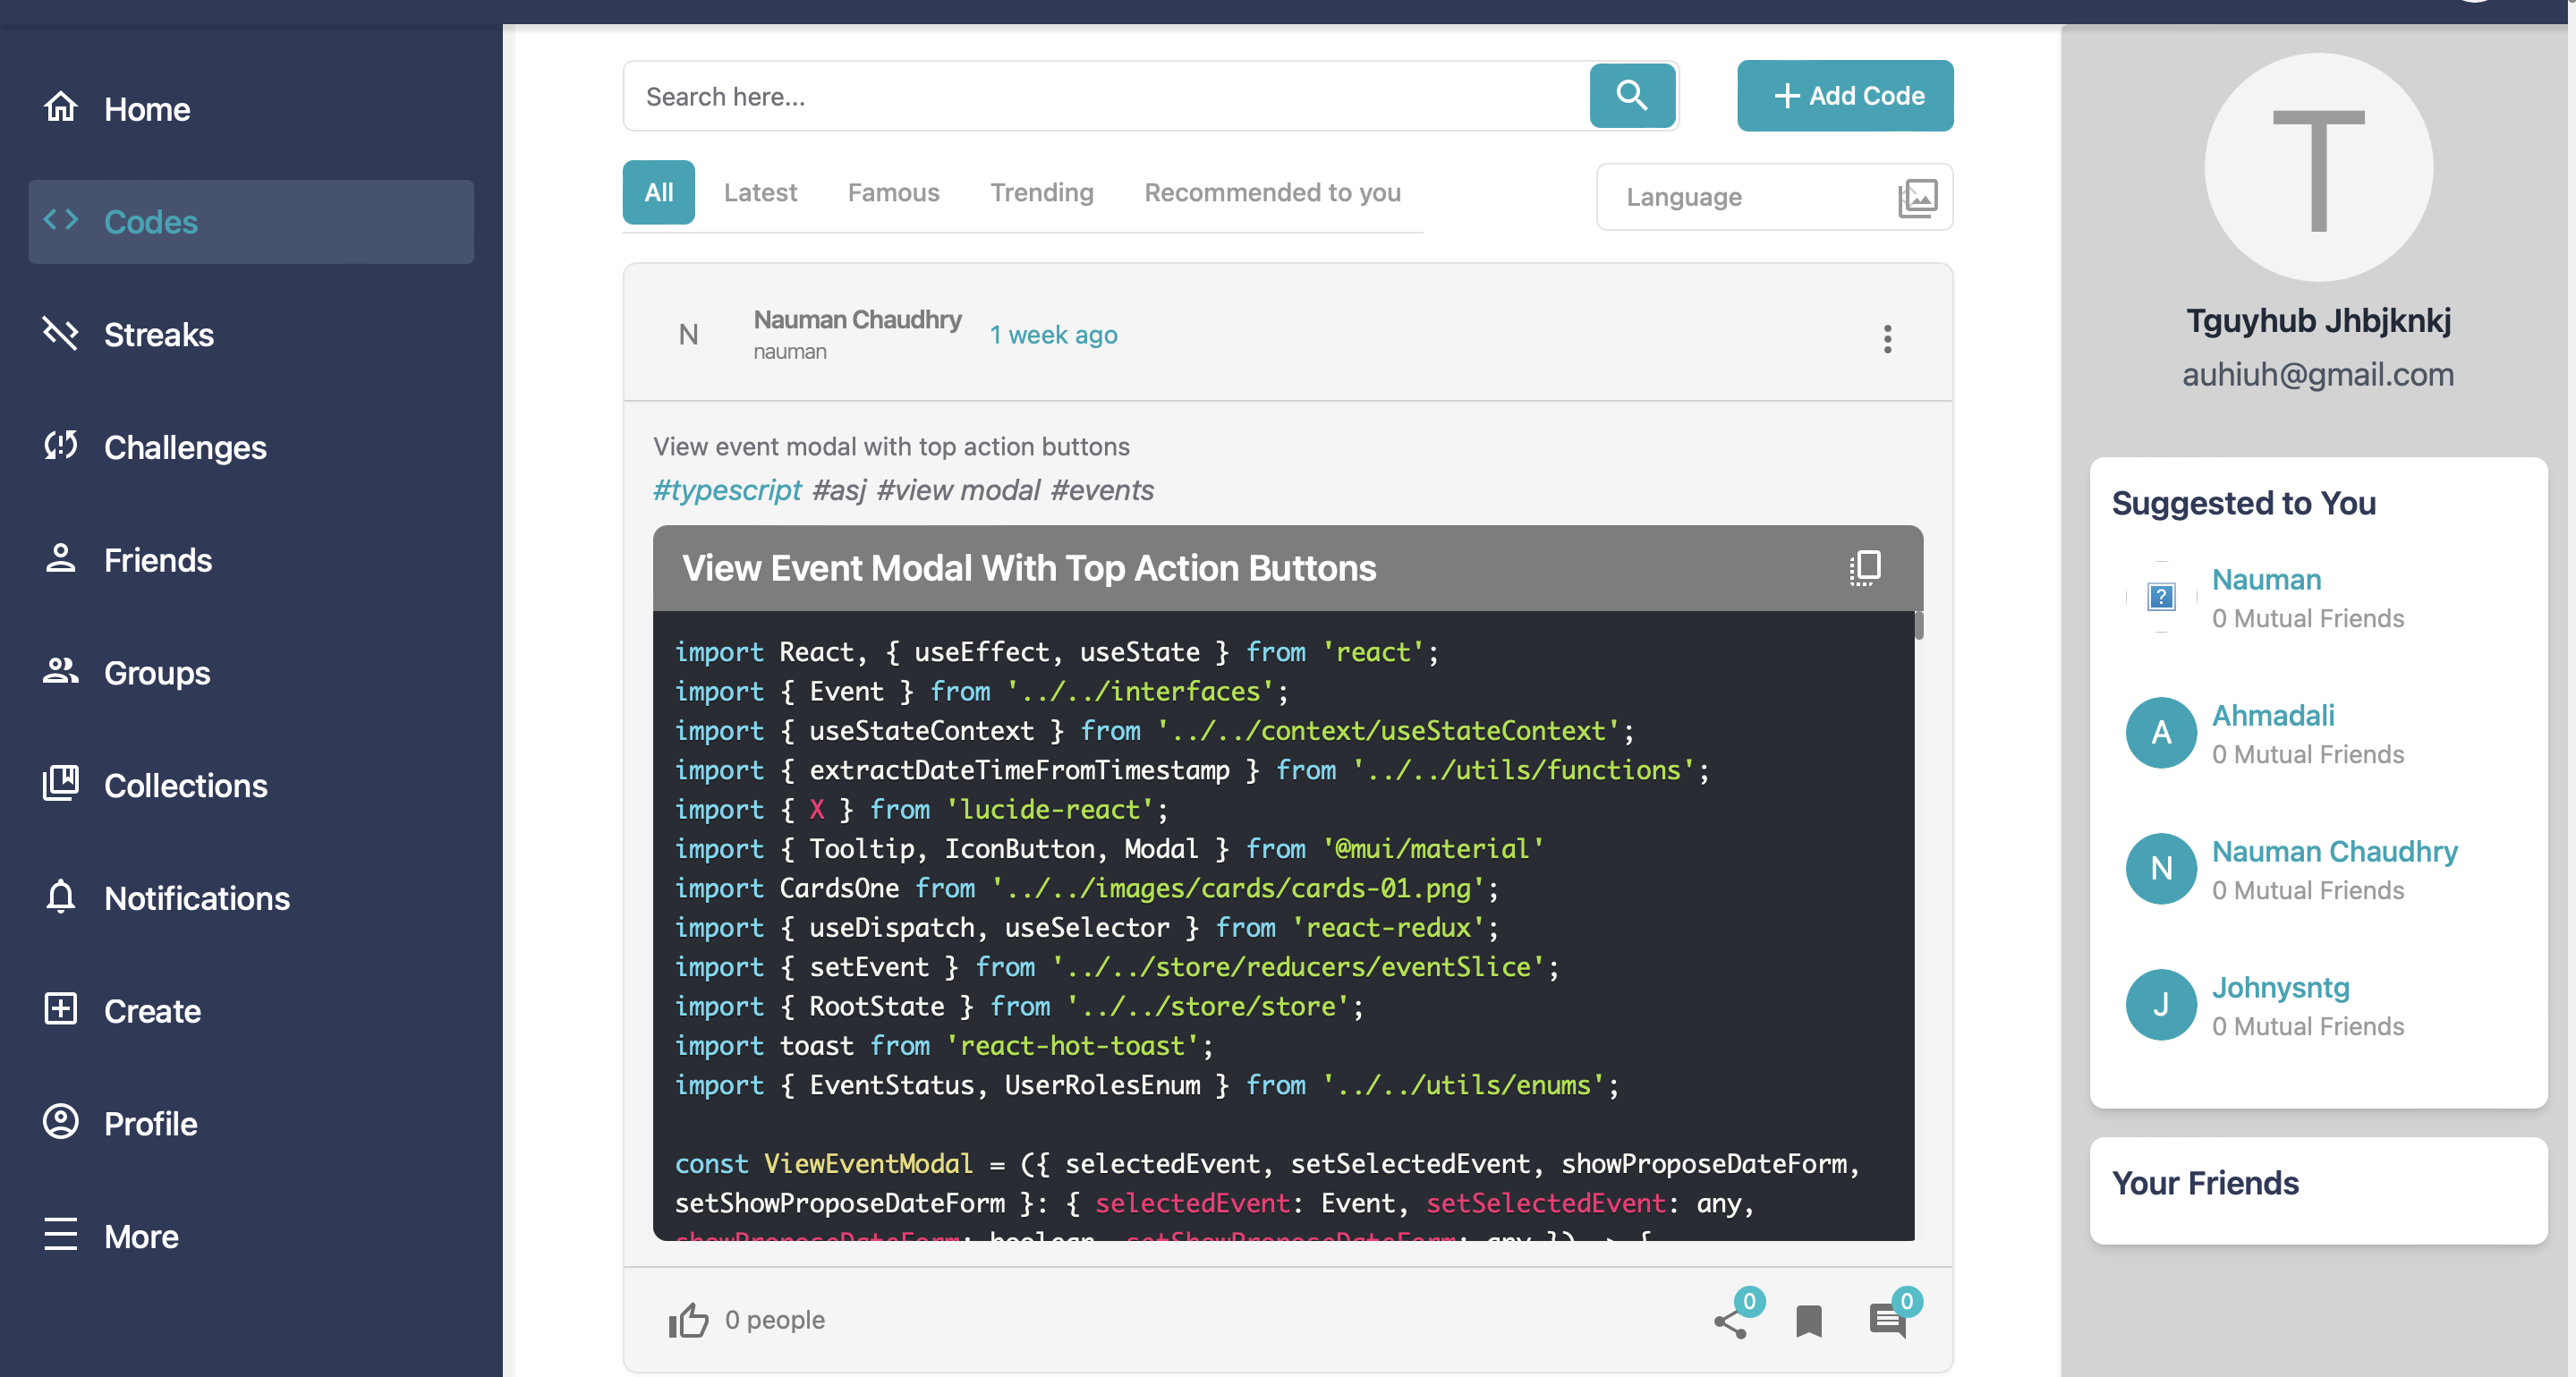 Home
Codes
Streaks
Challenges
Friends
Groups
Collections
Notifications
Create
Profile
More
Search here...
Add Code
All
Latest
Famous
Trending
Recommended to you
Language
N
Nauman Chaudhry
nauman
1 week ago
View event modal with top action buttons
#typescript #asj #view modal #events
View Event Modal With Top Action Buttons
import React, { useEffect, useState } from 'react';
import { Event } from '../../interfaces';
import { useStateContext } from '../../context/useStateContext';
import { extractDateTimeFromTimestamp } from '../../utils/functions';
import { X } from 'lucide-react';
import { Tooltip, IconButton, Modal } from '@mui/material'
import CardsOne from '../../images/cards/cards-01.png';
import { useDispatch, useSelector } from 'react-redux';
import { setEvent } from '../../store/reducers/eventSlice';
import { RootState } from '../../store/store';
import toast from 'react-hot-toast';
import { EventStatus, UserRolesEnum } from '../../utils/enums';
const ViewEventModal = ({ selectedEvent, setSelectedEvent, showProposeDateForm,
setShowProposeDateForm }: { selectedEvent: Event, setSelectedEvent: any,
showProposeDateForm: boolean, setShowProposeDateForm: any }) => {
0 people
0
0
T
Tguyhub Jhbjknkj
auhiuh@gmail.com
Suggested to You
?
Nauman
0 Mutual Friends
A
Ahmadali
0 Mutual Friends
N
Nauman Chaudhry
0 Mutual Friends
J
Johnysntg
0 Mutual Friends
Your Friends